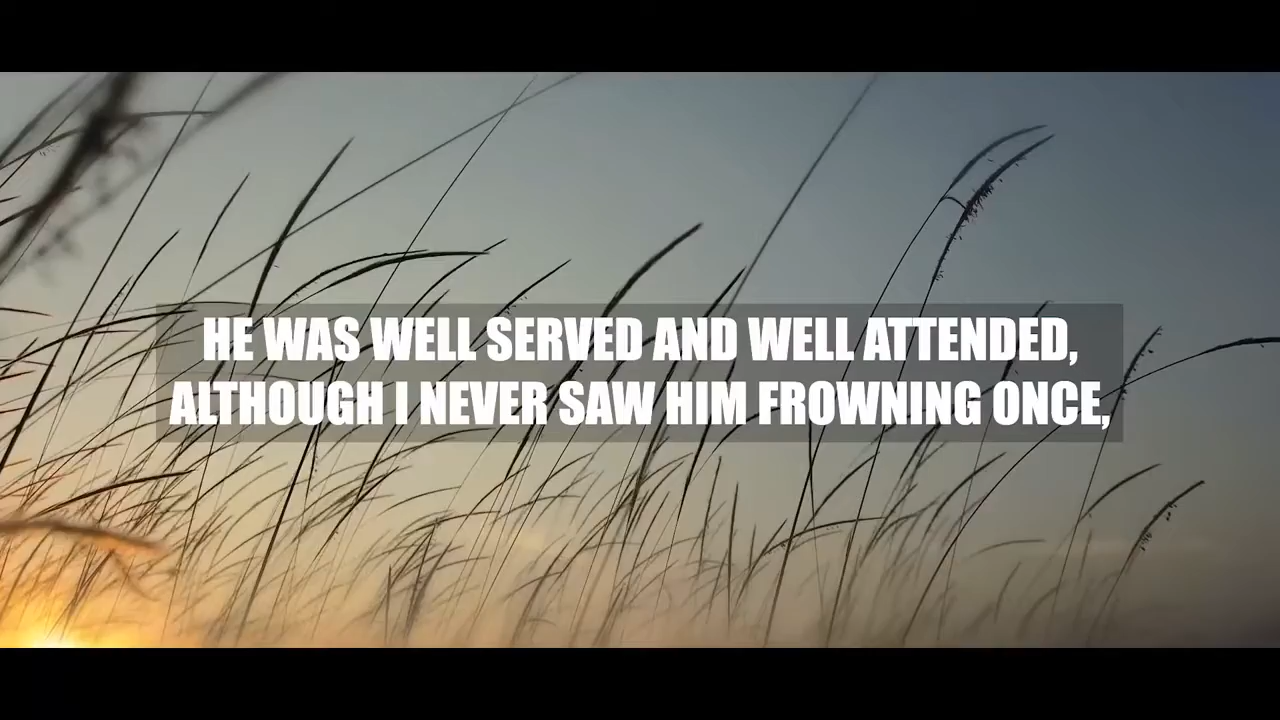 HE WAS WELL SERVED AND WELL ATTENDED,
ALTHOUGH I NEVER SAW HIM FROWNING ONCE,